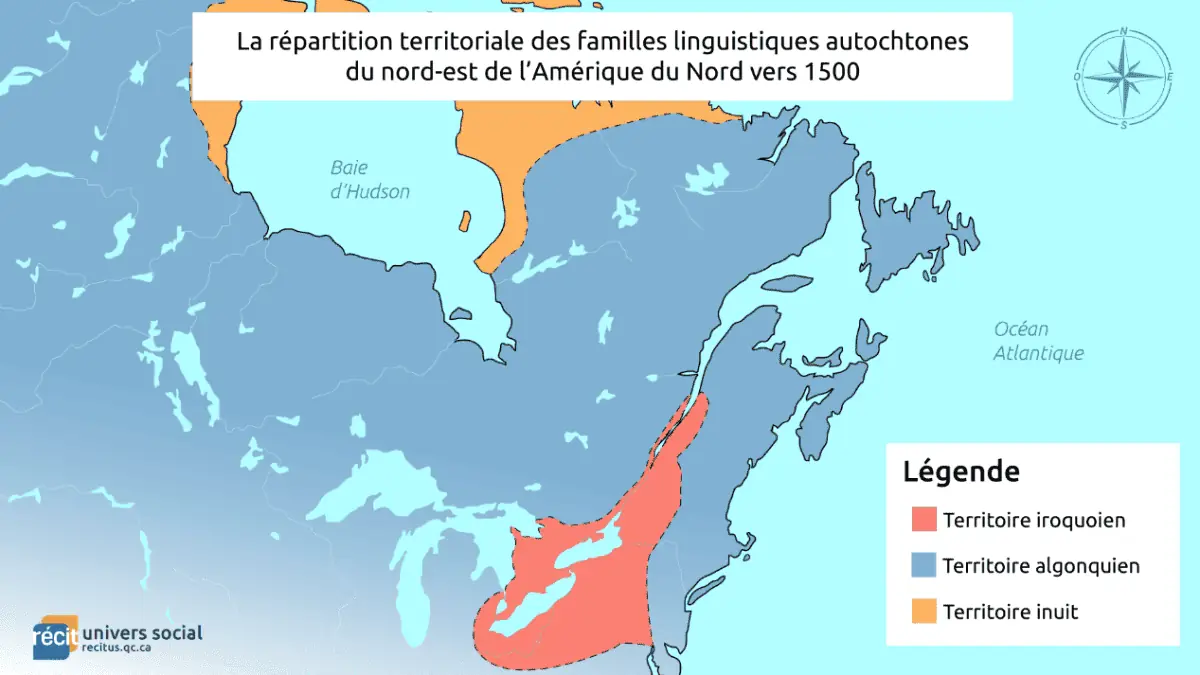 La répartition territoriale des familles linguistiques autochtones
du nord-est de l'Amérique du Nord vers 1500
N
O
E
S
Baie
d'Hudson
Océan
Atlantique
Légende
Territoire iroquoien
Territoire algonquien
Territoire inuit
récit univers social
recitus.qc.ca